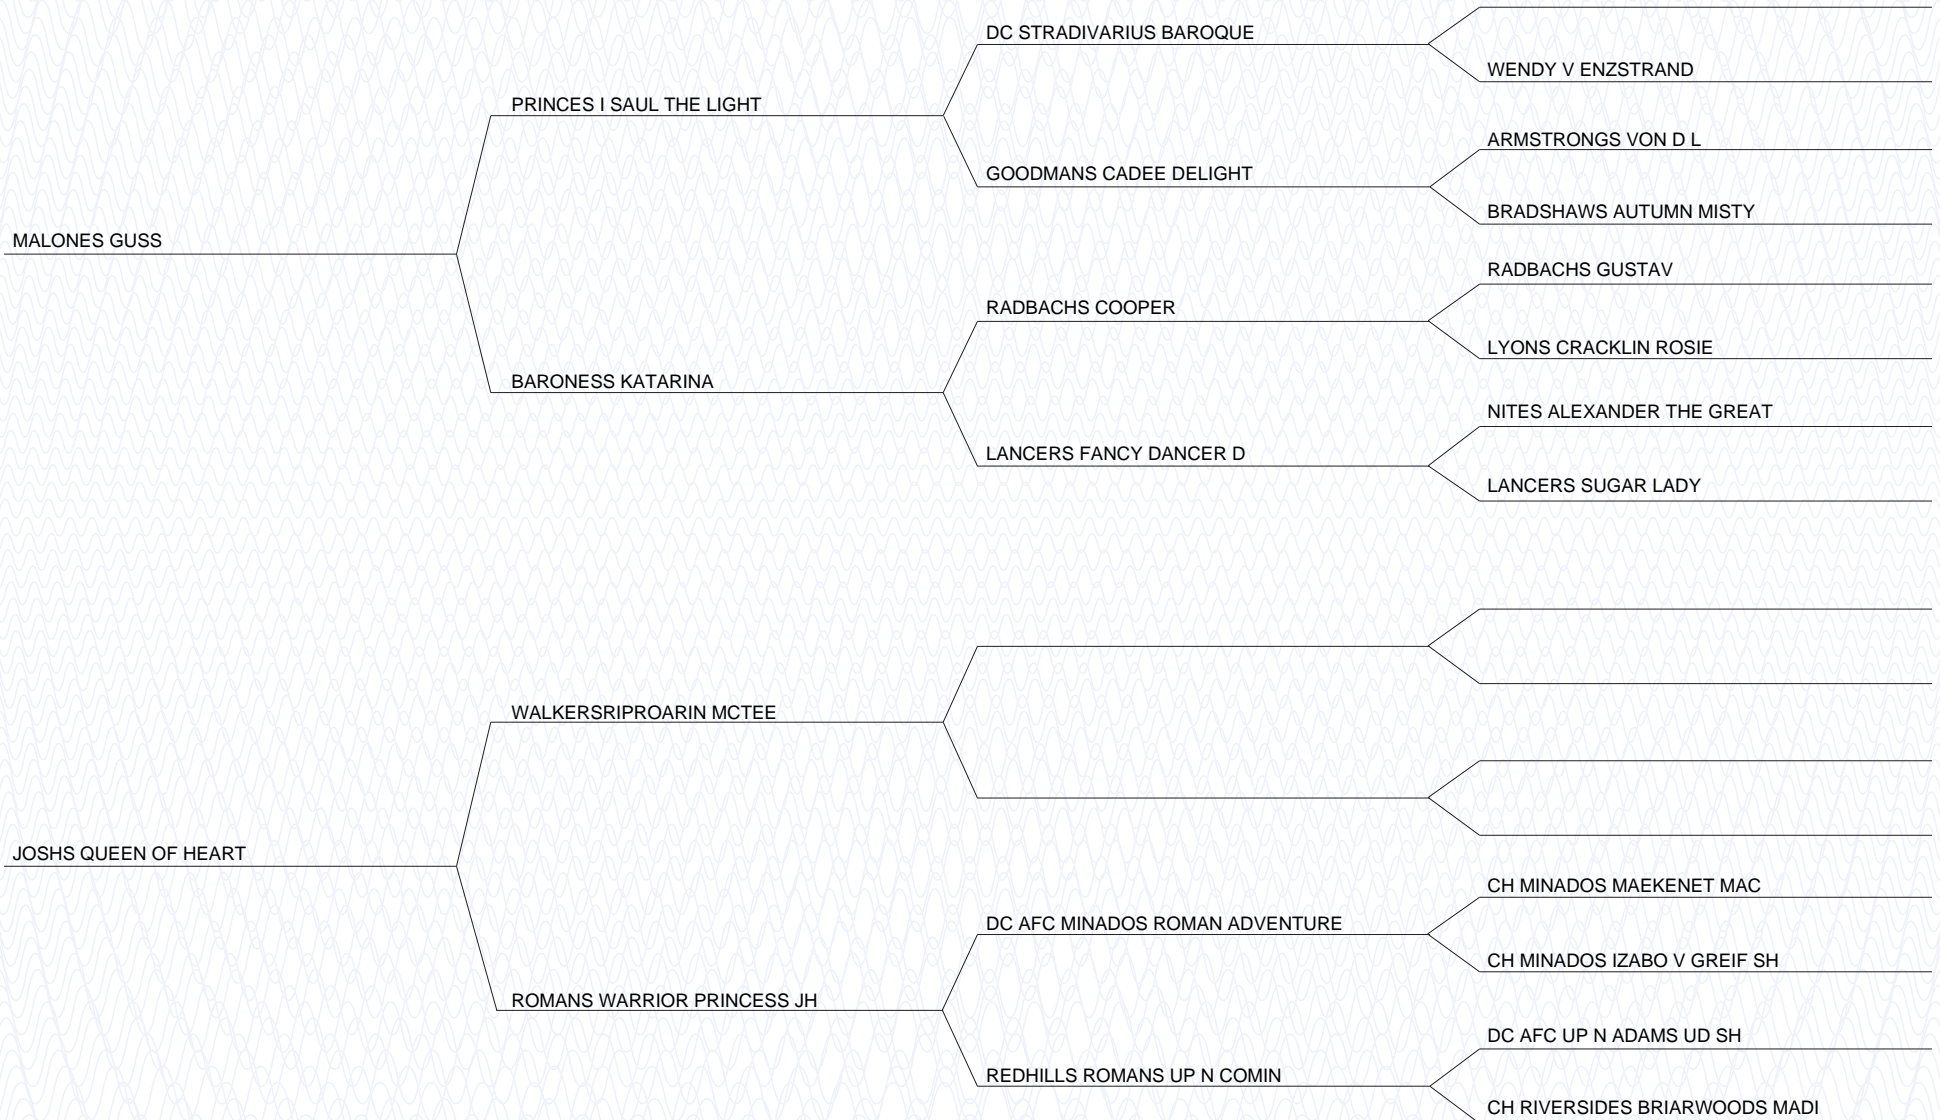 DC STRADIVARIUS BAROQUE
WENDY V ENZSTRAND
PRINCES I SAUL THE LIGHT
ARMSTRONGS VON D L
GOODMANS CADEE DELIGHT
BRADSHAWS AUTUMN MISTY
MALONES GUSS
RADBACHS GUSTAV
RADBACHS COOPER
LYONS CRACKLIN ROSIE
BARONESS KATARINA
NITES ALEXANDER THE GREAT
LANCERS FANCY DANCER D
LANCERS SUGAR LADY
WALKERSRIPROARIN MCTEE
JOSHS QUEEN OF HEART
CH MINADOS MAEKENET MAC
DC AFC MINADOS ROMAN ADVENTURE
CH MINADOS IZABO V GREIF SH
ROMANS WARRIOR PRINCESS JH
DC AFC UP N ADAMS UD SH
REDHILLS ROMANS UP N COMIN
CH RIVERSIDES BRIARWOODS MADI